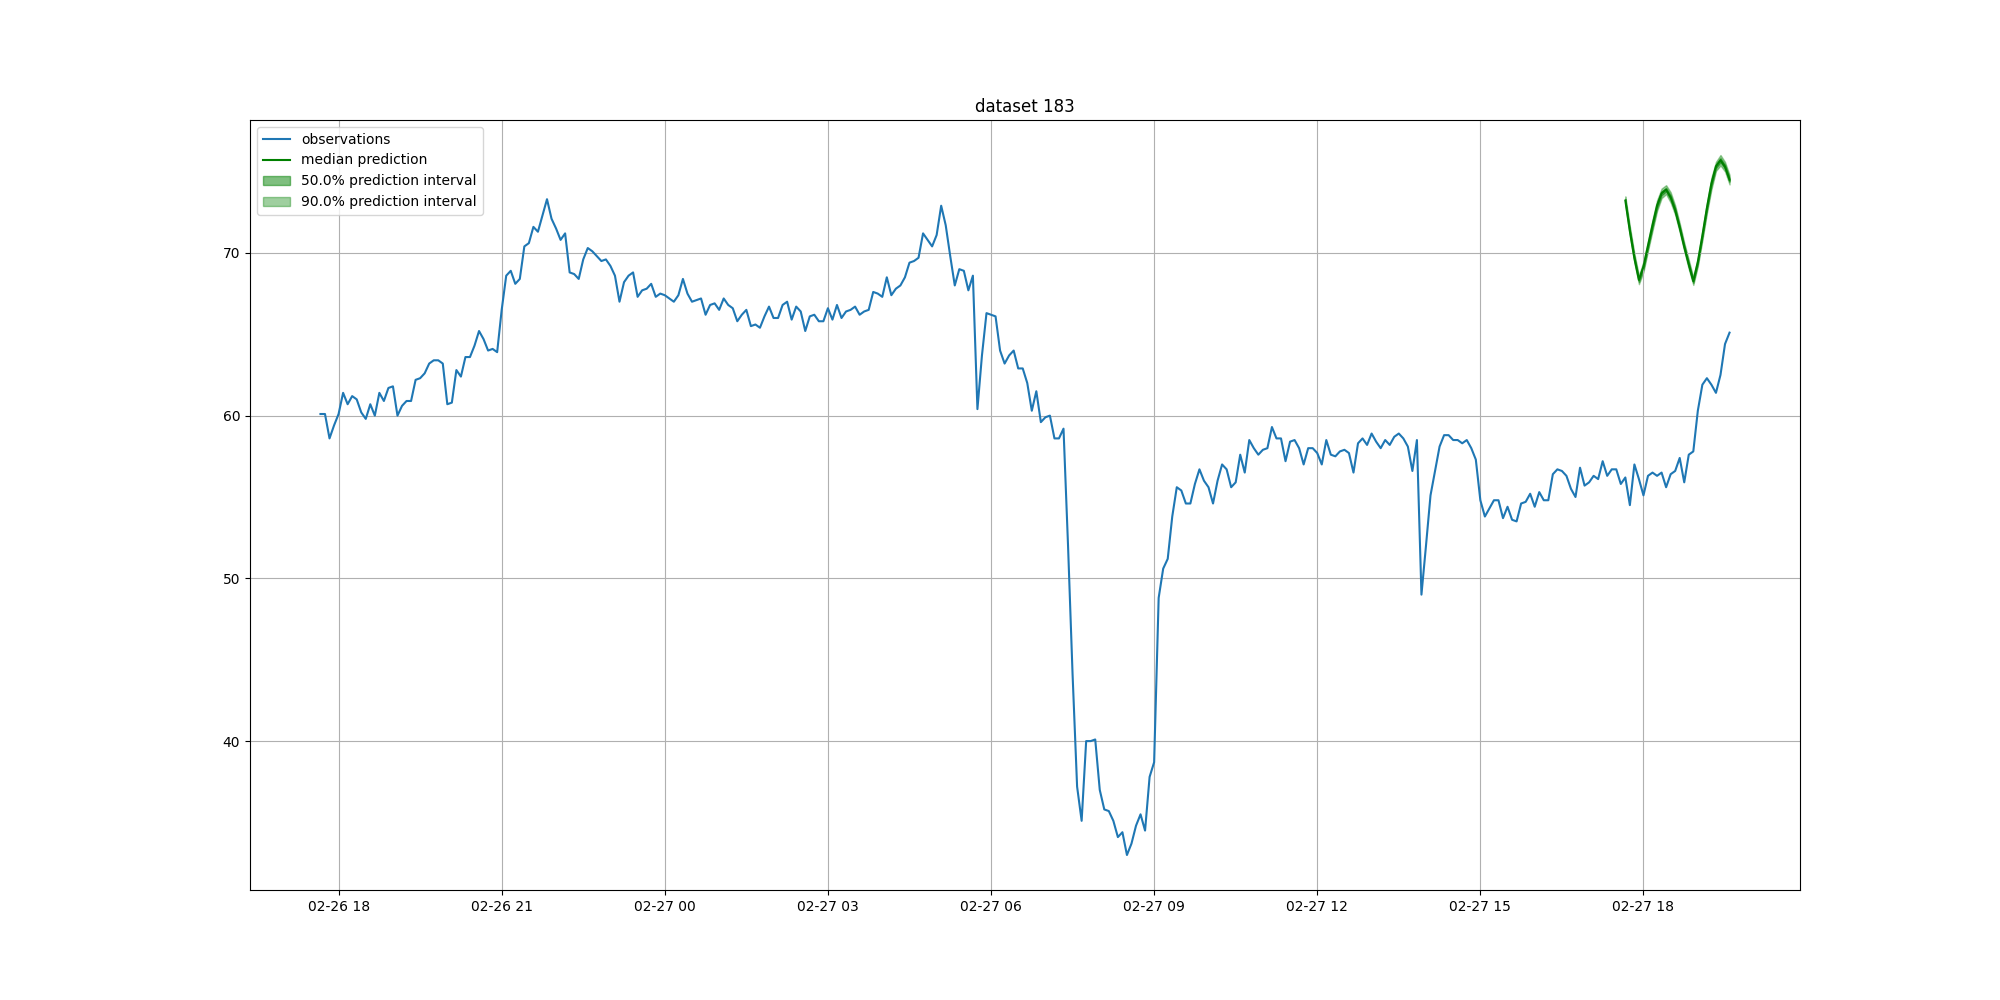 dataset 183
observations
median prediction
50.0% prediction interval
90.0% prediction interval
70
60
50
40
02-26 18
02-26 21
02-27 00
02-27 03
02-27 06
02-27 09
02-27 12
02-27 15
02-27 18